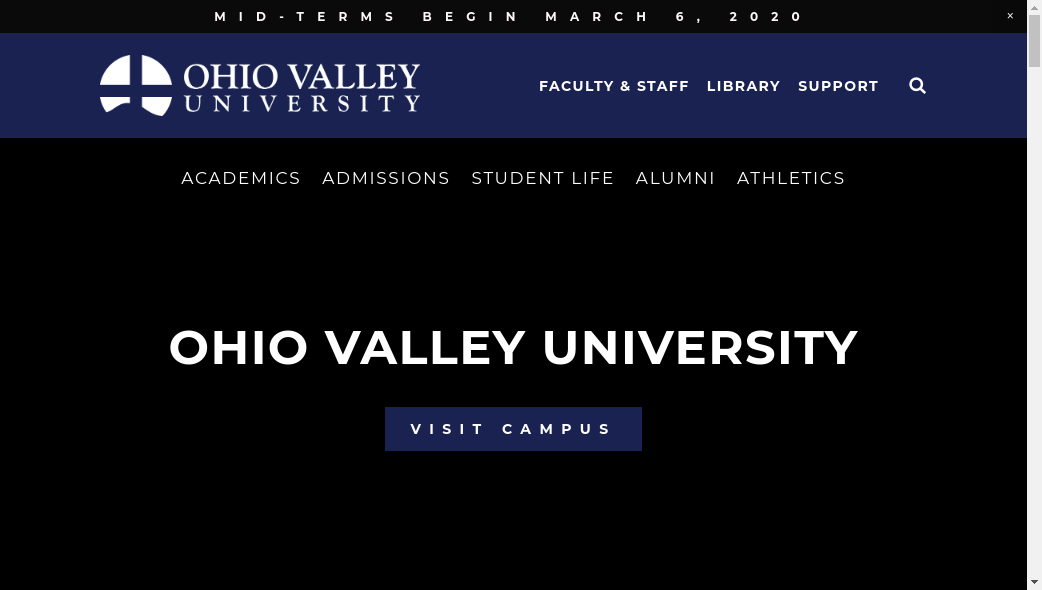 MID-TERMS BEGIN MARCH 6, 2020 ×
OHIO VALLEY
UNIVERSITY
FACULTY & STAFF LIBRARY SUPPORT
ACADEMICS ADMISSIONS STUDENT LIFE ALUMNI ATHLETICS
OHIO VALLEY UNIVERSITY
VISIT CAMPUS